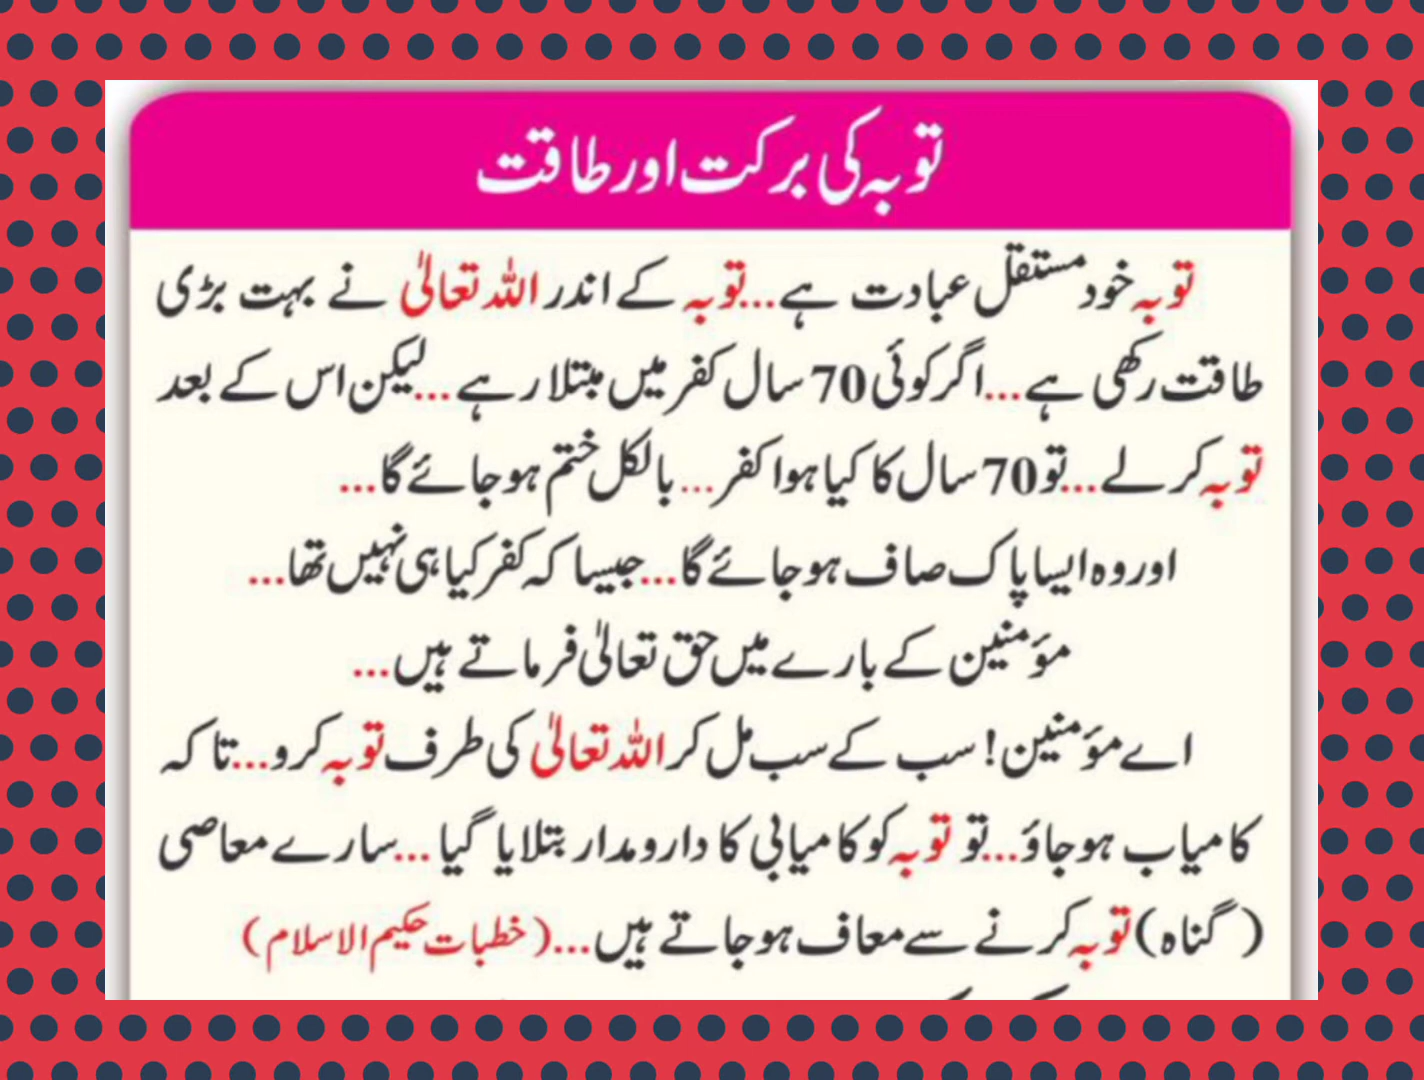 توبہ کی برکت اور طاقت
توبہ خود مستقل عبادت ہے...توبہ کے اندر اللہ تعالیٰ نے بہت بڑی
طاقت رکھی ہے...اگر کوئی 70 سال کفر میں مبتلا رہے...لیکن اس کے بعد
توبہ کرلے...تو 70 سال کا کیا ہوا کفر...بالکل ختم ہوجائے گا...
اور وہ ایسا پاک صاف ہوجائے گا...جیسا کہ کفر کیا ہی نہیں تھا...
مؤمنین کے بارے میں حق تعالیٰ فرماتے ہیں...
اے مؤمنین! سب کے سب مل کر اللہ تعالیٰ کی طرف توبہ کرو...تاکہ
کامیاب ہوجاؤ...تو توبہ کو کامیابی کا دارومدار بتلایا گیا...سارے معاصی
(گناہ) توبہ کرنے سے معاف ہوجاتے ہیں...(خطبات حکیم الاسلام)